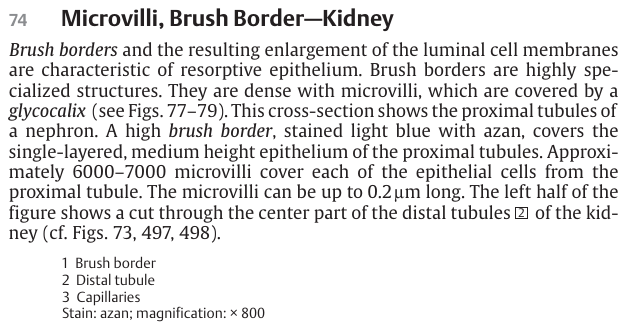 74 Microvilli, Brush Border—Kidney
Brush borders and the resulting enlargement of the luminal cell membranes
are characteristic of resorptive epithelium. Brush borders are highly spe-
cialized structures. They are dense with microvilli, which are covered by a
glycocalix (see Figs. 77–79). This cross-section shows the proximal tubules of
a nephron. A high brush border, stained light blue with azan, covers the
single-layered, medium height epithelium of the proximal tubules. Approxi-
mately 6000–7000 microvilli cover each of the epithelial cells from the
proximal tubule. The microvilli can be up to 0.2 µm long. The left half of the
figure shows a cut through the center part of the distal tubules 2 of the kid-
ney (cf. Figs. 73, 497, 498).
1 Brush border
2 Distal tubule
3 Capillaries
Stain: azan; magnification: × 800